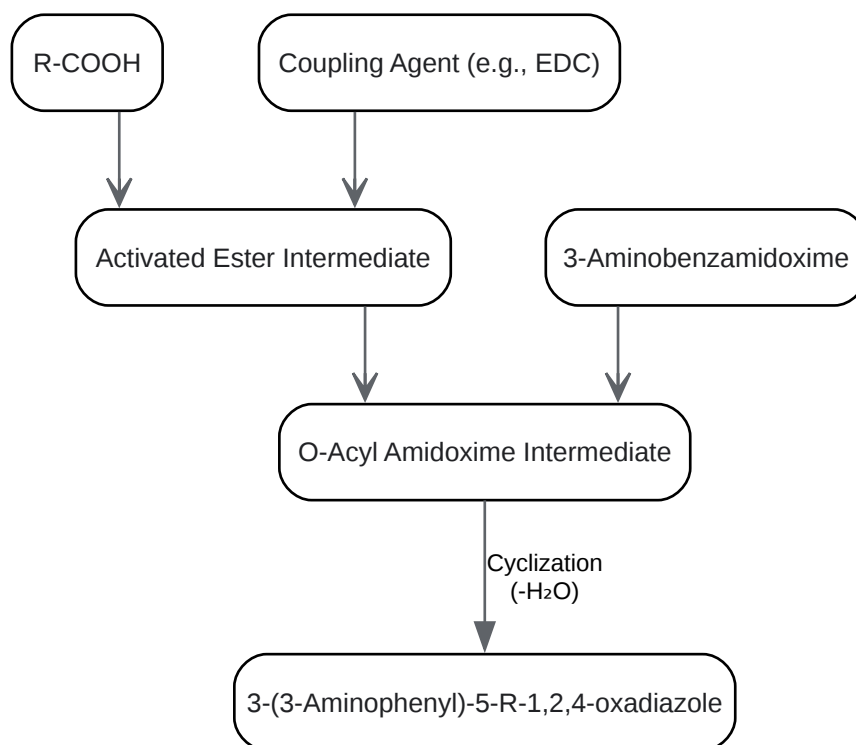 R-COOH
Coupling Agent (e.g., EDC)
Activated Ester Intermediate
3-Aminobenzamidoxime
O-Acyl Amidoxime Intermediate
Cyclization
(-H₂O)
3-(3-Aminophenyl)-5-R-1,2,4-oxadiazole